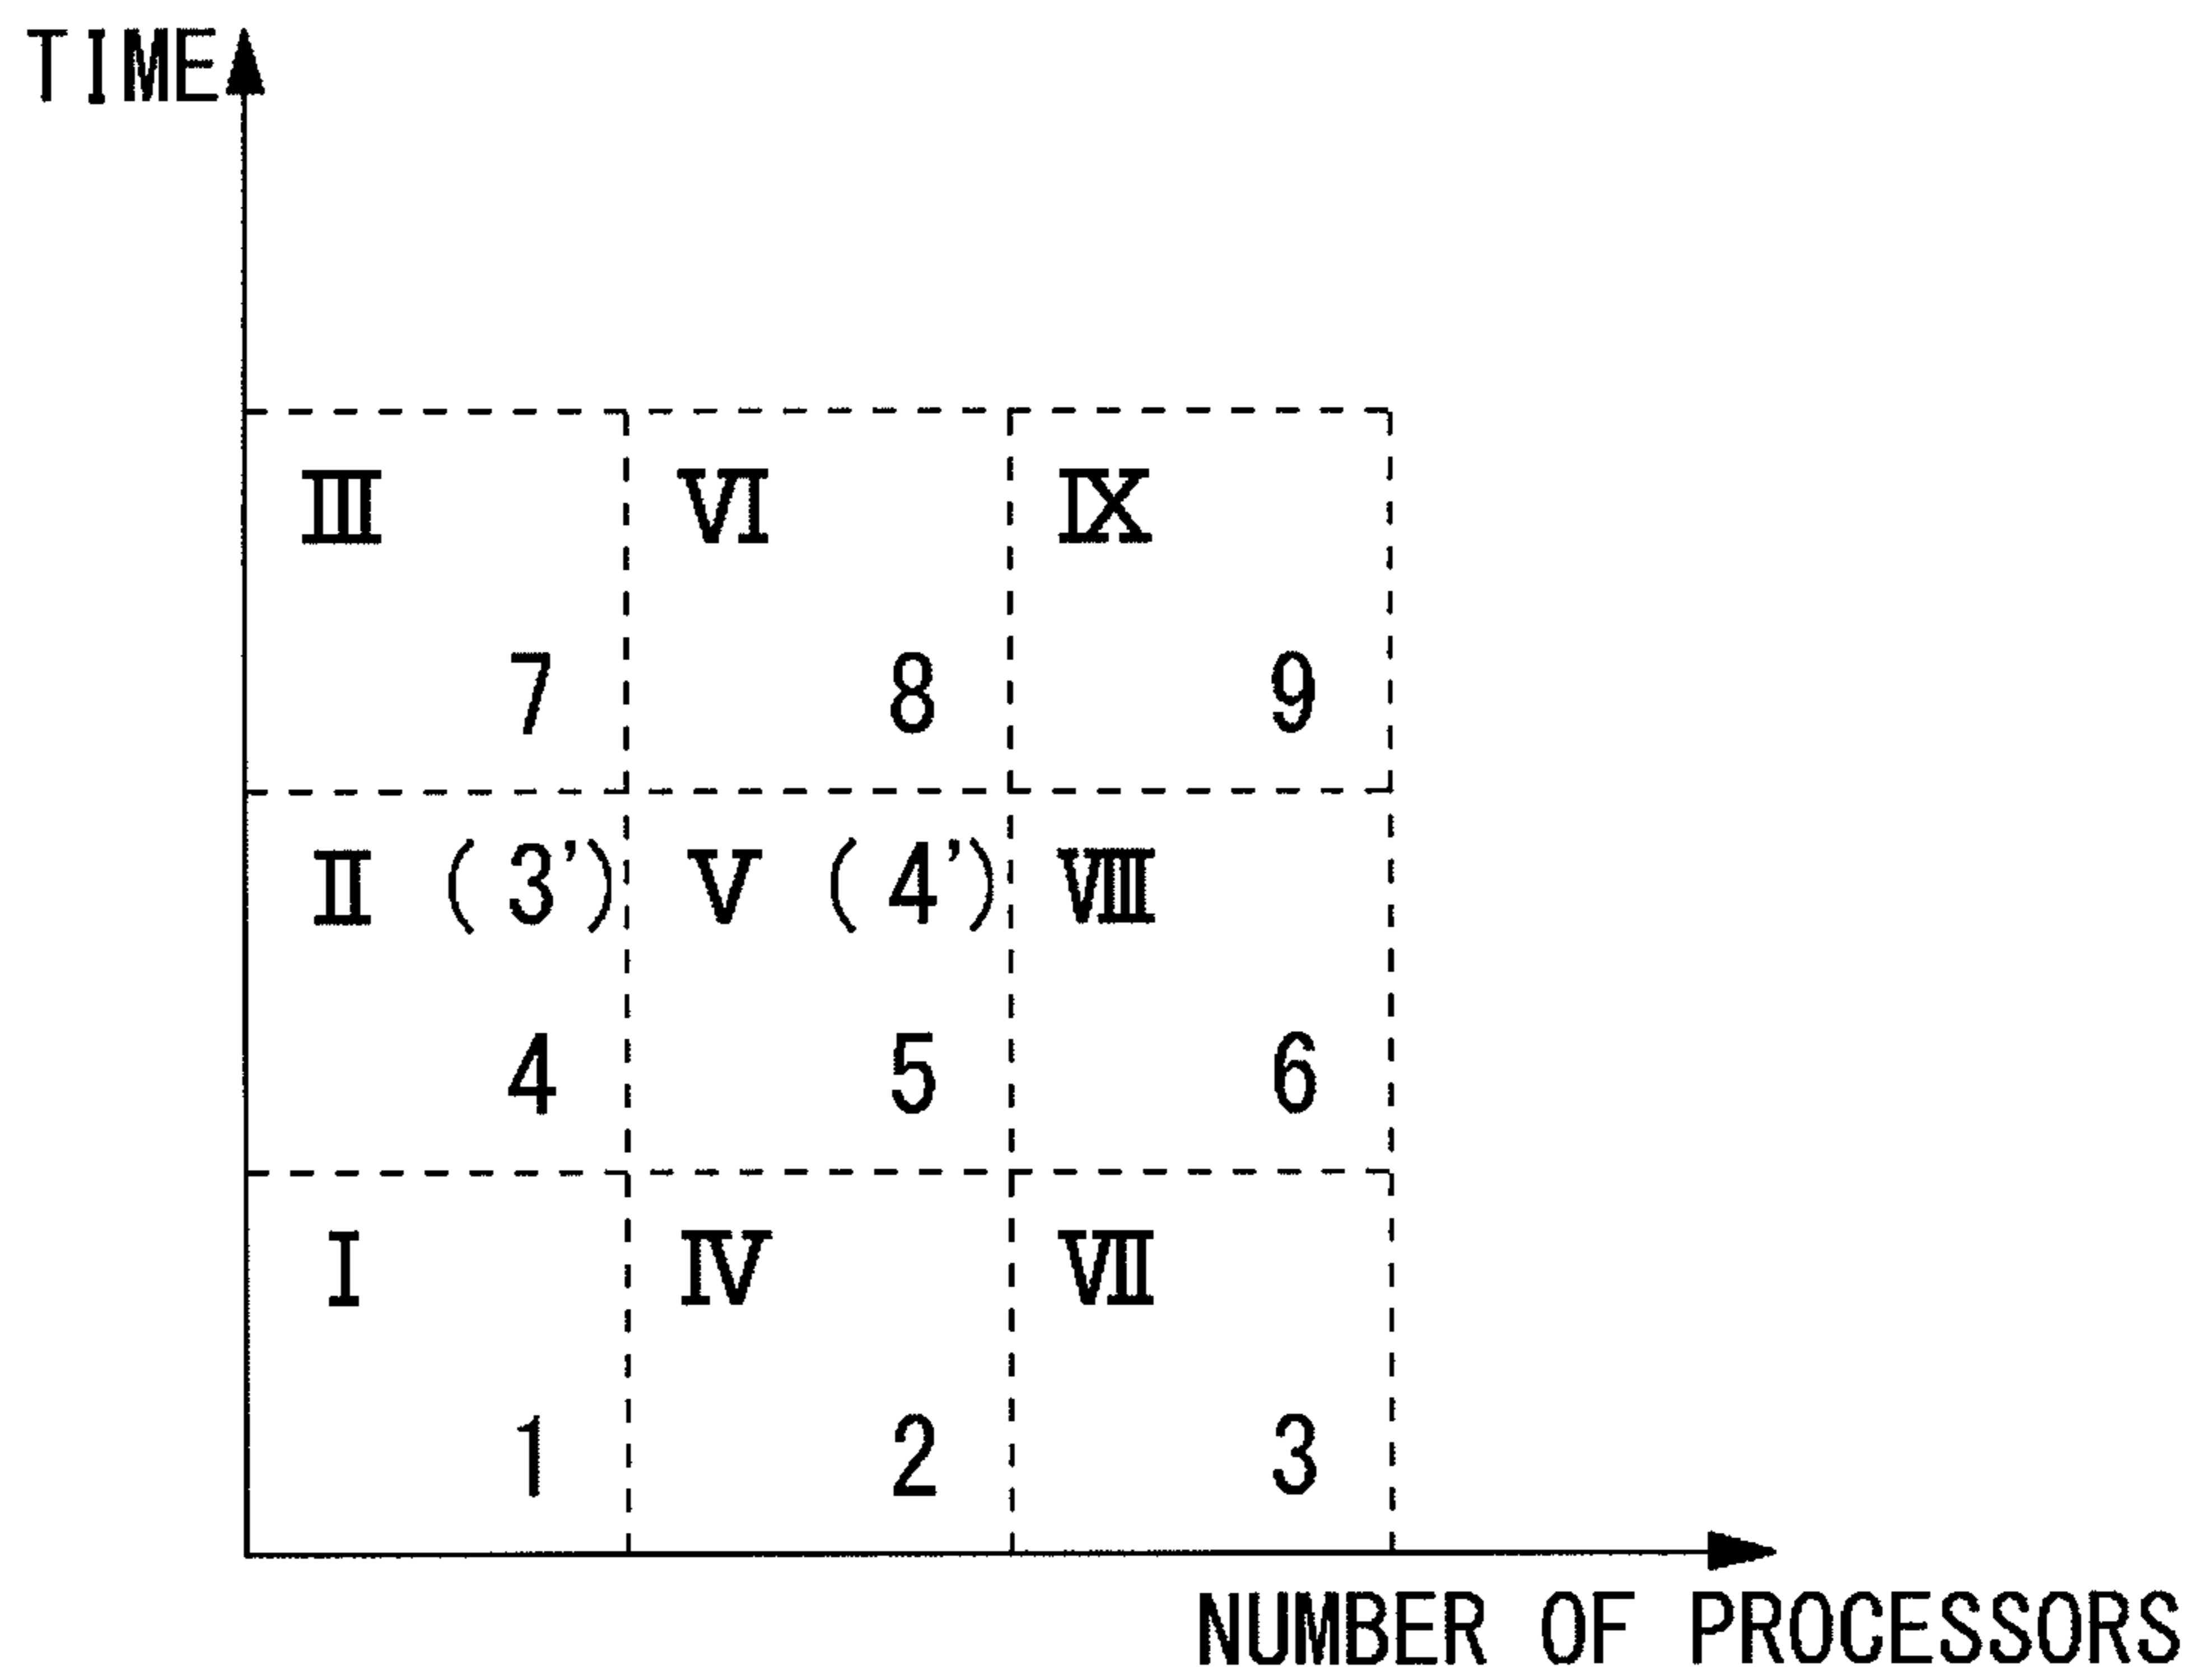 TIME
Ⅲ Ⅵ Ⅸ
7 8 9
Ⅱ (3') Ⅴ (4') Ⅷ
4 5 6
Ⅰ Ⅳ Ⅶ
1 2 3
NUMBER OF PROCESSORS